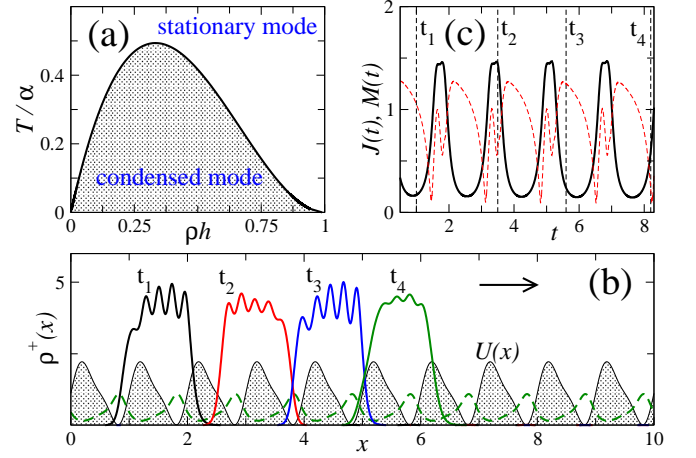 (a)
stationary mode
condensed mode
T/α
0.4
0.2
0
0
0.25
0.5
0.75
1
ρh
(c)
t1
t2
t3
t4
J(t), M(t)
2
1
0
2
4
6
8
t
(b)
t1
t2
t3
t4
U(x)
ρ⁺(x)
5
0
2
4
6
8
10
x